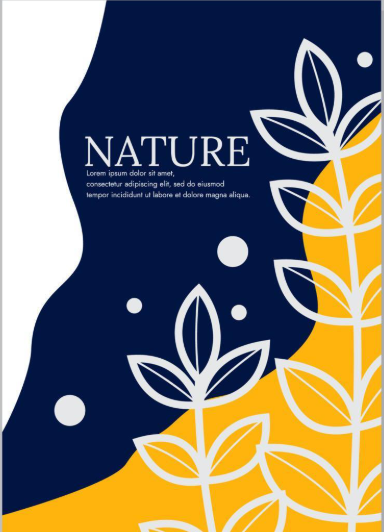 NATURE
Lorem ipsum dolor sit amet,
consectetur adipiscing elit, sed do eiusmod
tempor incididunt ut labore et dolore magna aliqua.